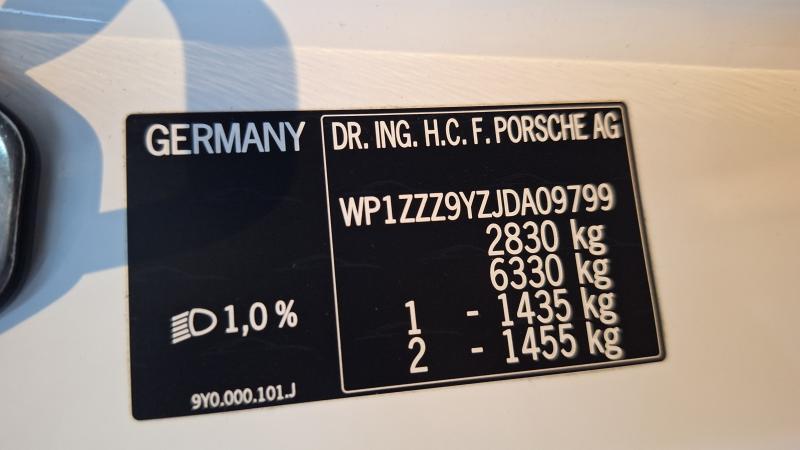 GERMANY
DR. ING. H.C. F. PORSCHE AG
WP1ZZZ9YZJDA09799
2830 kg
6330 kg
1 - 1435 kg
2 - 1455 kg
1,0 %
9Y0.000.101.J